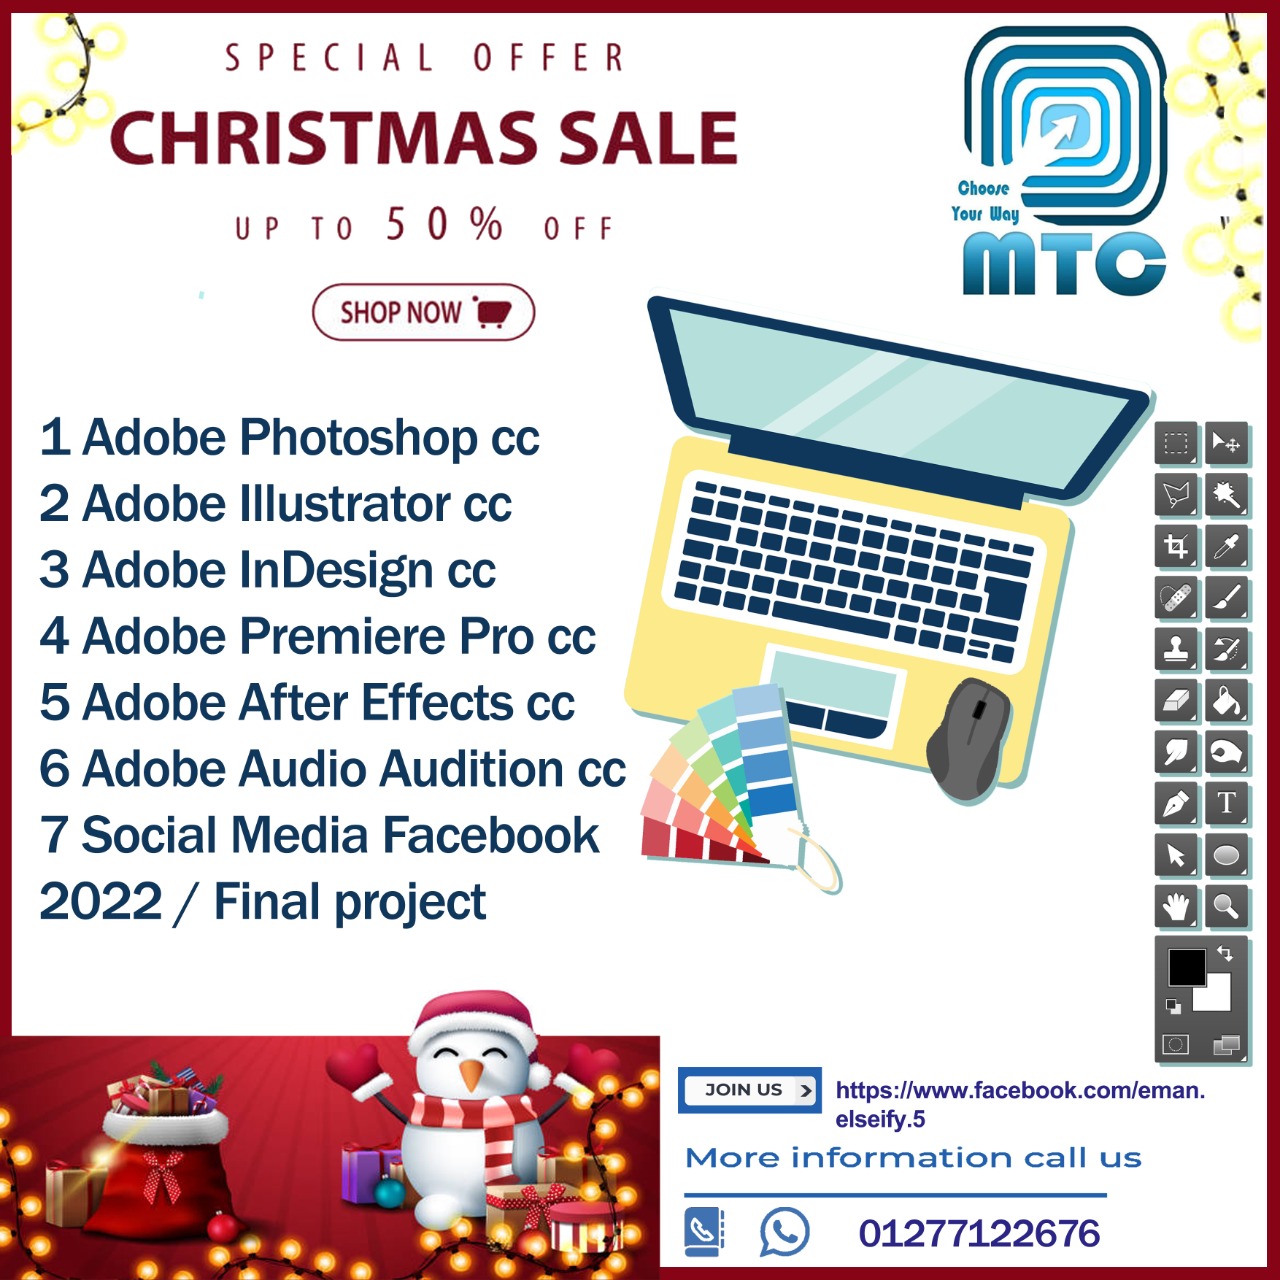 SPECIAL OFFER
CHRISTMAS SALE
UP TO 50% OFF
SHOP NOW
Choose
Your Way
MTC
1 Adobe Photoshop cc
2 Adobe Illustrator cc
3 Adobe InDesign cc
4 Adobe Premiere Pro cc
5 Adobe After Effects cc
6 Adobe Audio Audition cc
7 Social Media Facebook
2022 / Final project
T
JOIN US
https://www.facebook.com/eman.
elseify.5
More information call us
01277122676